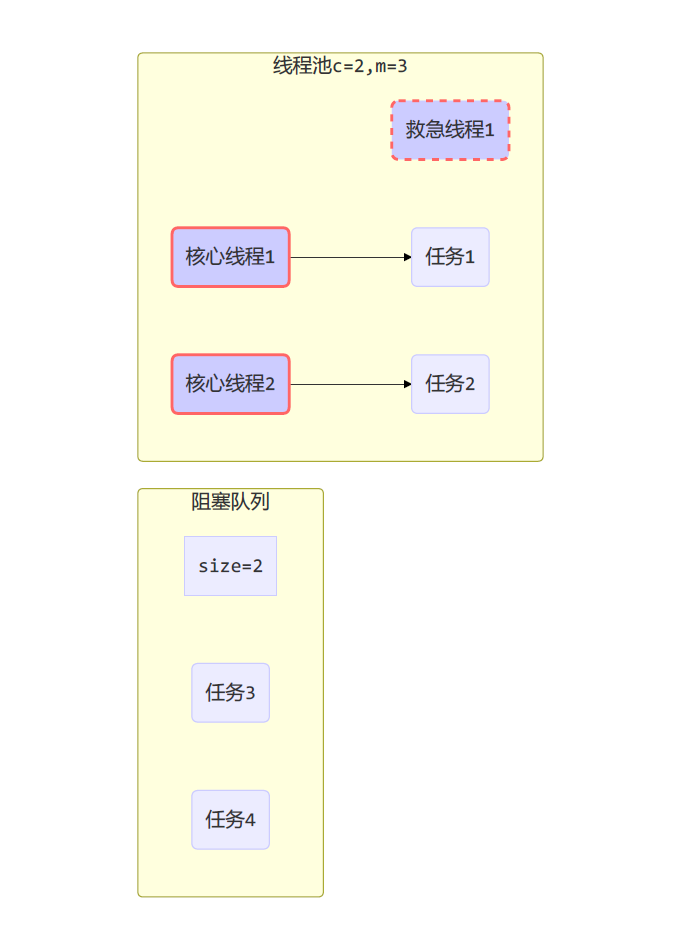 线程池c=2,m=3
救急线程1
核心线程1
任务1
核心线程2
任务2
阻塞队列
size=2
任务3
任务4